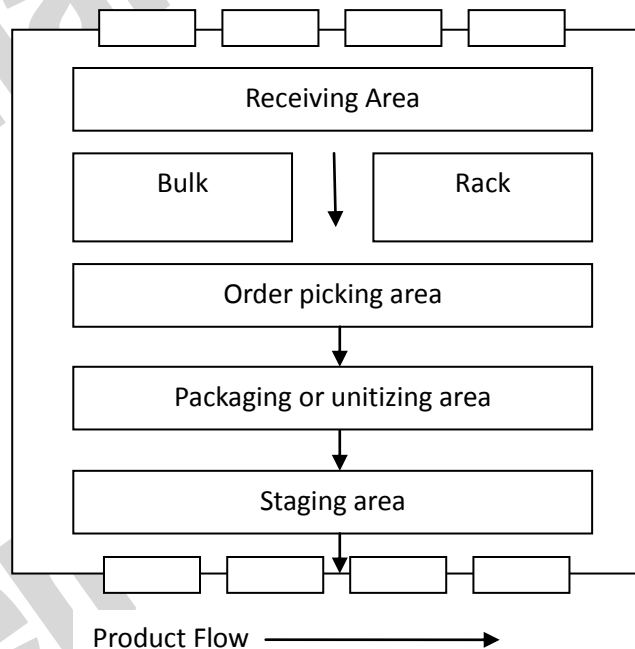 Receiving Area
Bulk
Rack
Order picking area
Packaging or unitizing area
Staging area
Product Flow